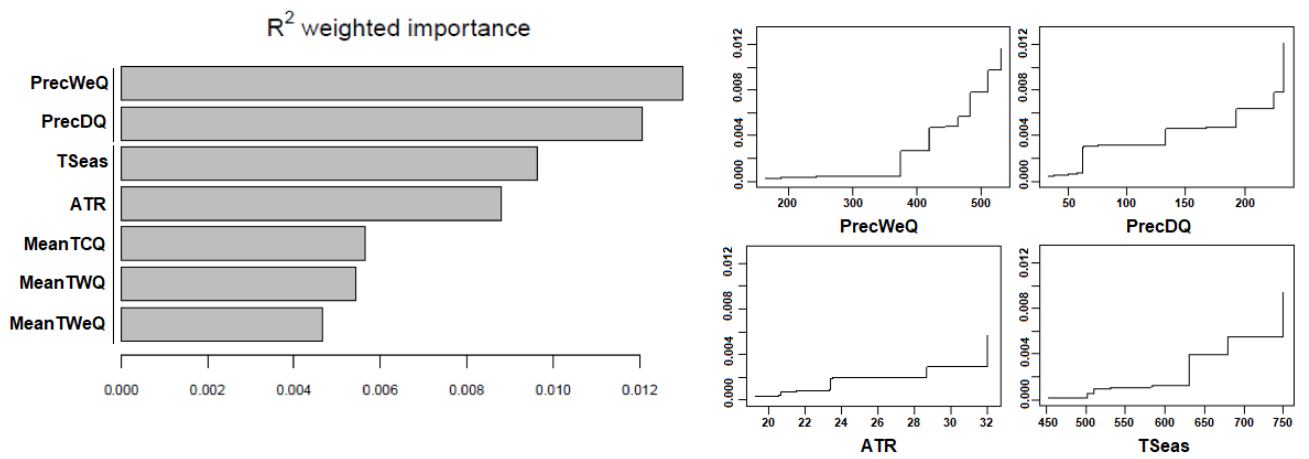 R² weighted importance
PrecWeQ
PrecDQ
TSeas
ATR
MeanTCQ
MeanTWQ
MeanTWeQ
0.000 0.002 0.004 0.006 0.008 0.010 0.012
0.012
0.008
0.004
0.000
200 300 400 500
PrecWeQ
0.012
0.008
0.004
0.000
50 100 150 200
PrecDQ
0.012
0.008
0.004
0.000
20 22 24 26 28 30 32
ATR
0.012
0.008
0.004
0.000
450 500 550 600 650 700 750
TSeas